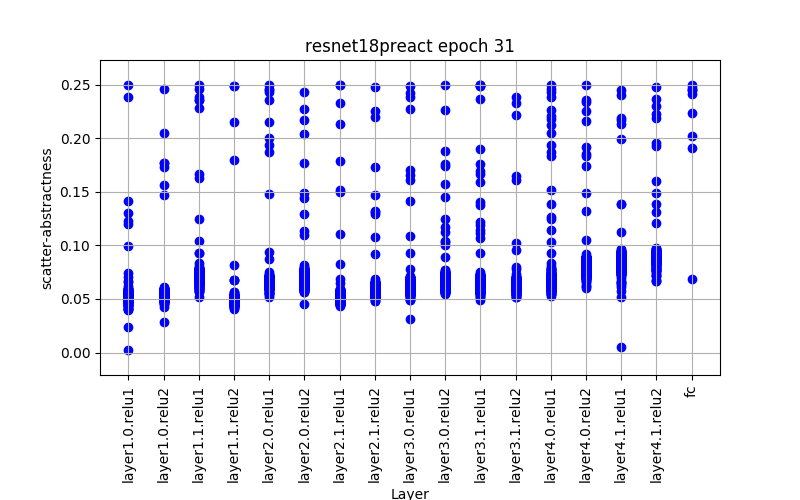 resnet18preact epoch 31
scatter-abstractness
0.25
0.20
0.15
0.10
0.05
0.00
layer1.0.relu1
layer1.0.relu2
layer1.1.relu1
layer1.1.relu2
layer2.0.relu1
layer2.0.relu2
layer2.1.relu1
layer2.1.relu2
layer3.0.relu1
layer3.0.relu2
layer3.1.relu1
layer3.1.relu2
layer4.0.relu1
layer4.0.relu2
layer4.1.relu1
layer4.1.relu2
fc
Layer